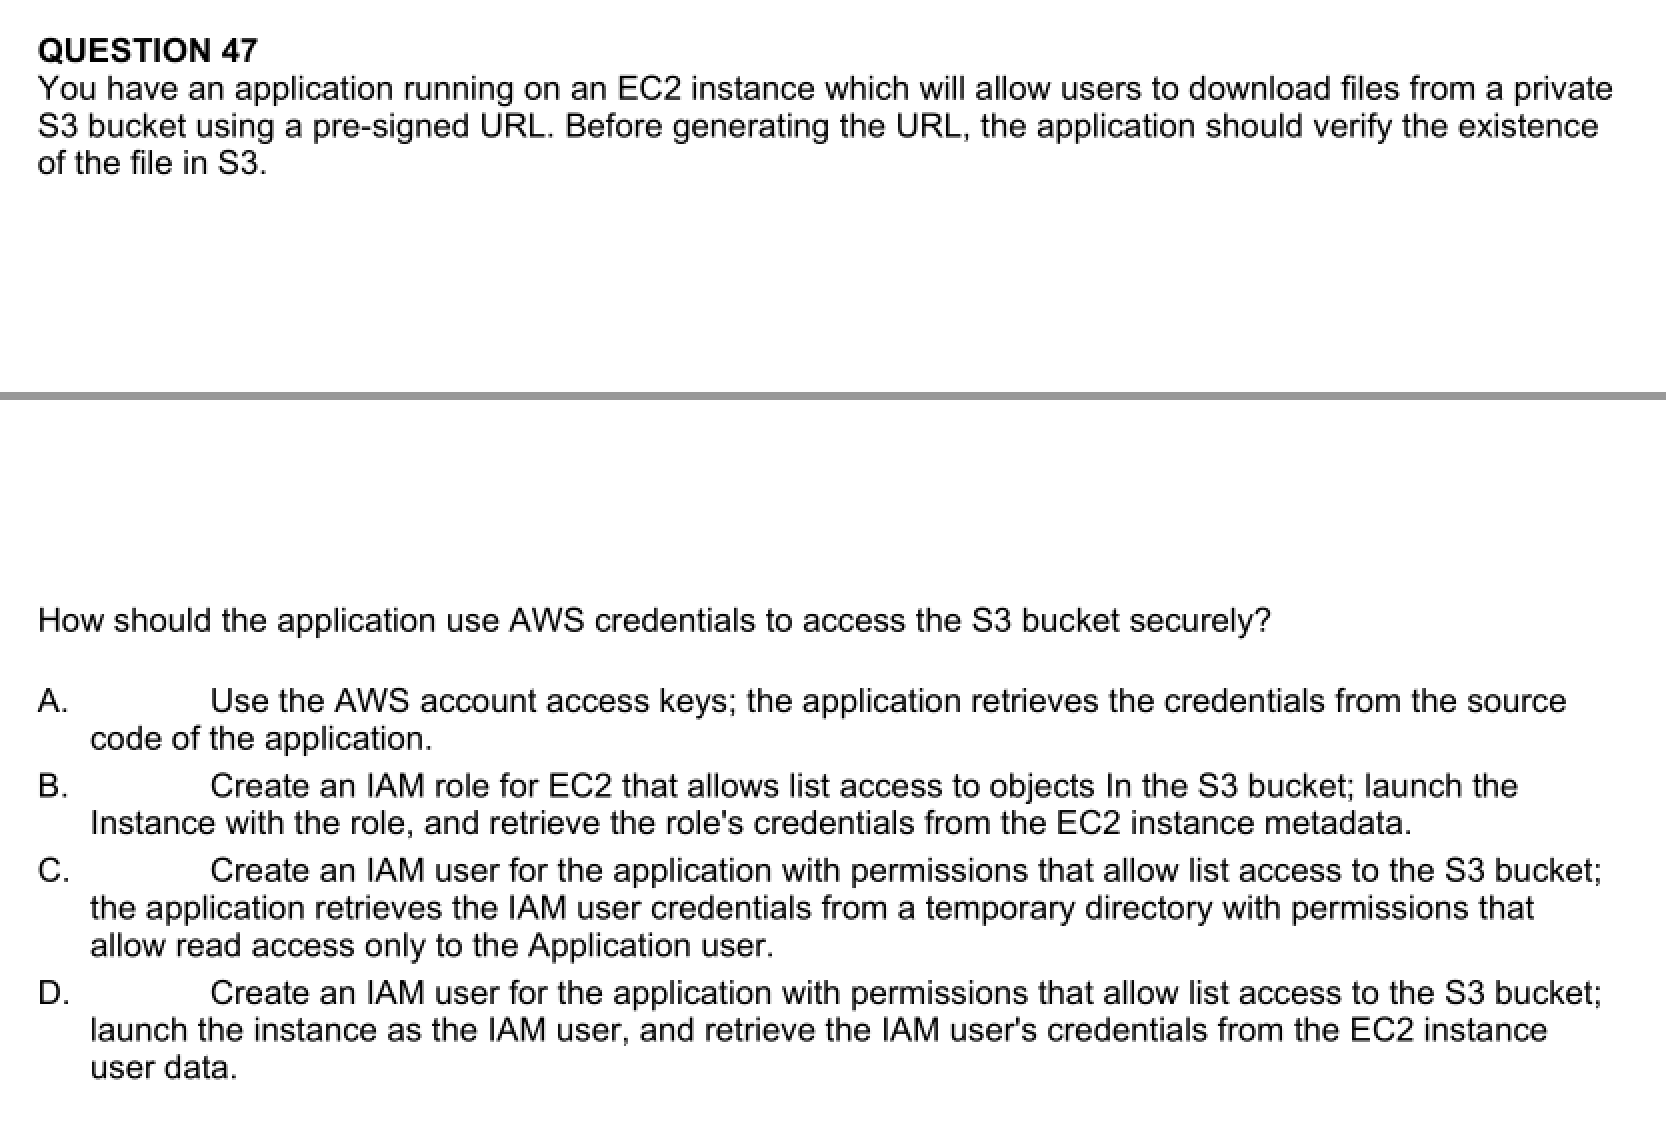 QUESTION 47
You have an application running on an EC2 instance which will allow users to download files from a private
S3 bucket using a pre-signed URL. Before generating the URL, the application should verify the existence
of the file in S3.
How should the application use AWS credentials to access the S3 bucket securely?
A. Use the AWS account access keys; the application retrieves the credentials from the source
code of the application.
B. Create an IAM role for EC2 that allows list access to objects In the S3 bucket; launch the
Instance with the role, and retrieve the role's credentials from the EC2 instance metadata.
C. Create an IAM user for the application with permissions that allow list access to the S3 bucket;
the application retrieves the IAM user credentials from a temporary directory with permissions that
allow read access only to the Application user.
D. Create an IAM user for the application with permissions that allow list access to the S3 bucket;
launch the instance as the IAM user, and retrieve the IAM user's credentials from the EC2 instance
user data.